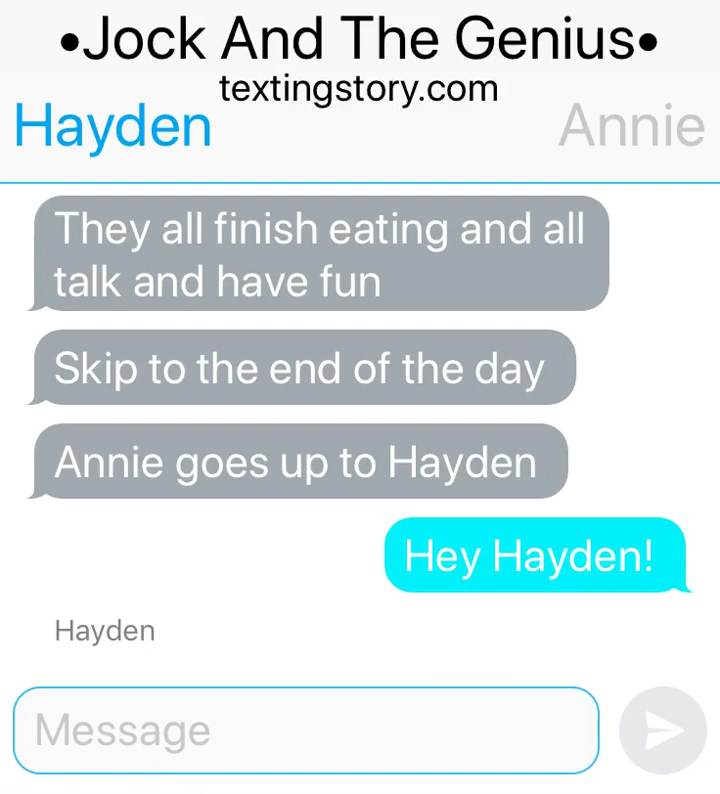 •Jock And The Genius•
textingstory.com
Hayden
Annie
They all finish eating and all
talk and have fun
Skip to the end of the day
Annie goes up to Hayden
Hey Hayden!
Hayden
Message